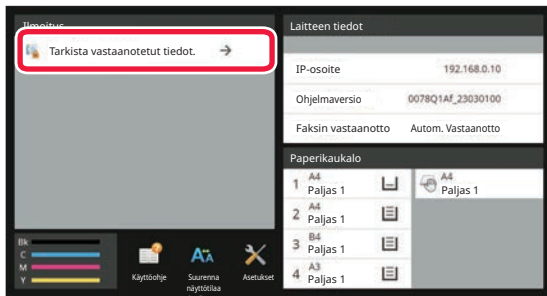 Ilmoitus
Tarkista vastaanotetut tiedot.
Laitteen tiedot
IP-osoite 192.168.0.10
Ohjelmaversio 0078Q1Af_23030100
Faksin vastaanotto Autom. Vastaanotto
Paperikaukalo
1 A4
Paljas 1
A4
Paljas 1
2 A4
Paljas 1
3 B4
Paljas 1
4 A3
Paljas 1
Bk
C
M
Y
Käyttöohje
Suurenna
näyttötilaa
Asetukset